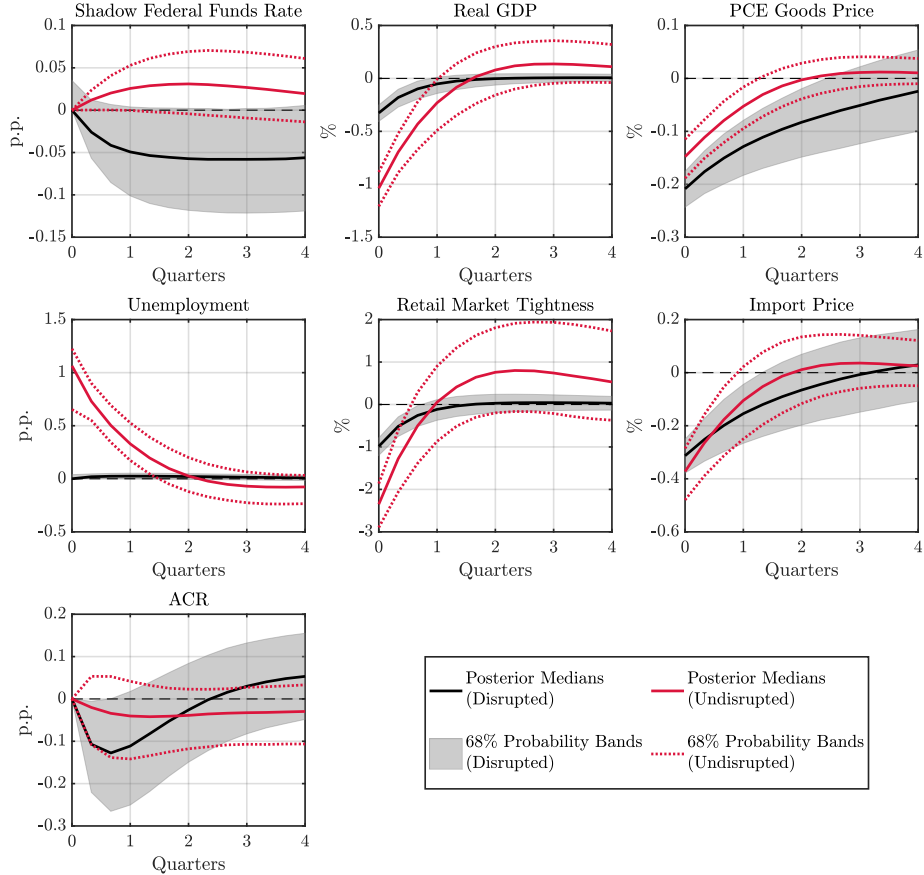 Shadow Federal Funds Rate
0.1
0.05
0
-0.05
-0.1
-0.15
p.p.
0 1 2 3 4
Quarters
Real GDP
0.5
0
-0.5
-1
-1.5
%
0 1 2 3 4
Quarters
PCE Goods Price
0.1
0
-0.1
-0.2
-0.3
%
0 1 2 3 4
Quarters
Unemployment
1.5
1.0
0.5
0
-0.5
p.p.
0 1 2 3 4
Quarters
Retail Market Tightness
2
1
0
-1
-2
-3
%
0 1 2 3 4
Quarters
Import Price
0.2
0
-0.2
-0.4
-0.6
%
0 1 2 3 4
Quarters
ACR
0.2
0.1
0
-0.1
-0.2
-0.3
p.p.
0 1 2 3 4
Quarters
Posterior Medians
(Disrupted)
Posterior Medians
(Undisrupted)
68% Probability Bands
(Disrupted)
68% Probability Bands
(Undisrupted)